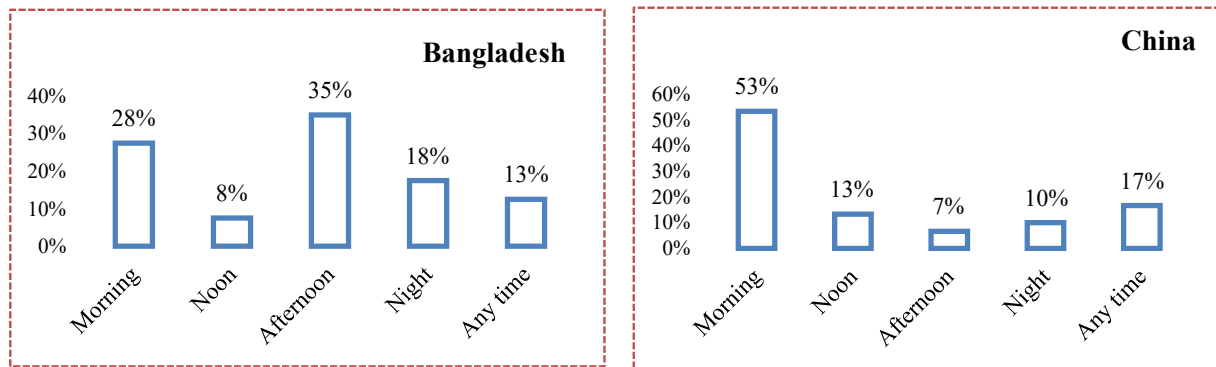 Bangladesh
40%
30%
20%
10%
0%
28%
8%
35%
18%
13%
Morning
Noon
Afternoon
Night
Any time
China
60%
50%
40%
30%
20%
10%
0%
53%
13%
7%
10%
17%
Morning
Noon
Afternoon
Night
Any time